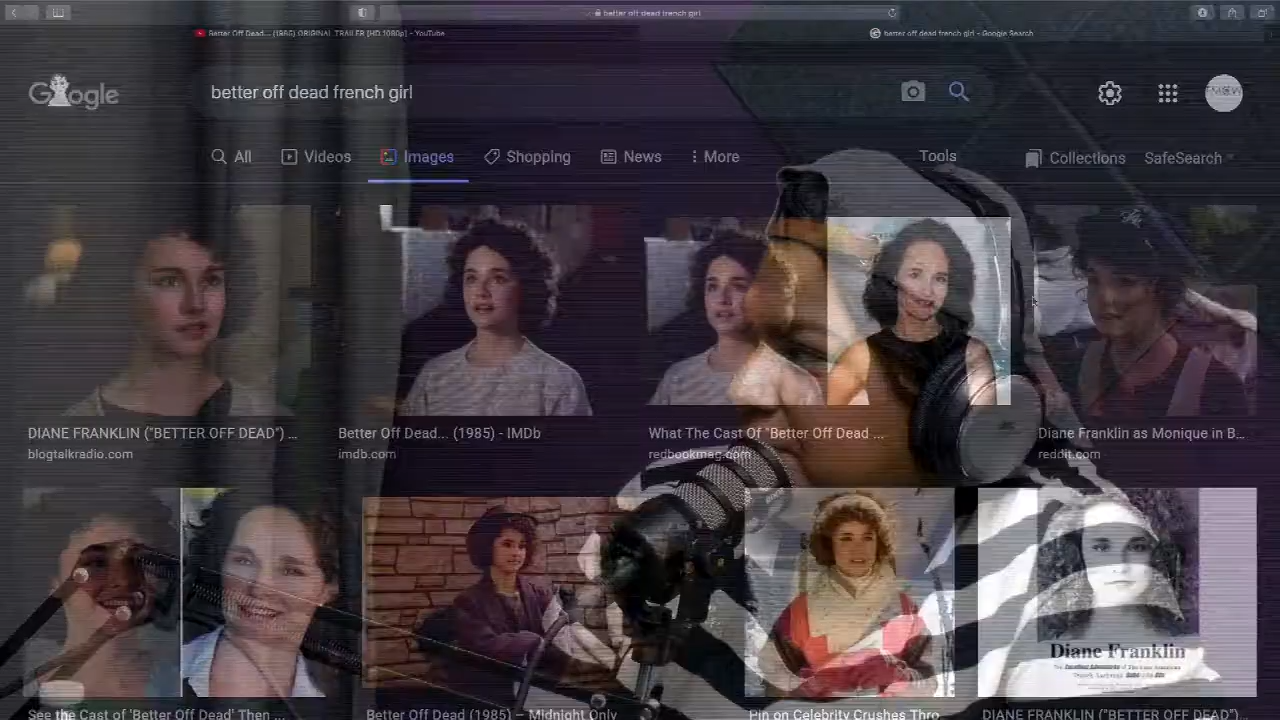 better off dead french girl
Better Off Dead... (1985) ORIGINAL TRAILER [HD 1080p] - YouTube
better off dead french girl - Google Search
Google
better off dead french girl
All
Videos
Images
Shopping
News
More
Tools
Collections
SafeSearch
DIANE FRANKLIN ("BETTER OFF DEAD") ...
blogtalkradio.com
Better Off Dead... (1985) - IMDb
imdb.com
What The Cast Of "Better Off Dead ...
redbookmag.com
Diane Franklin as Monique in B...
reddit.com
Diane Franklin
See the Cast of 'Better Off Dead' Then ...
Better Off Dead (1985) – Midnight Only
Pin on Celebrity Crushes Thro
DIANE FRANKLIN ("BETTER OFF DEAD")